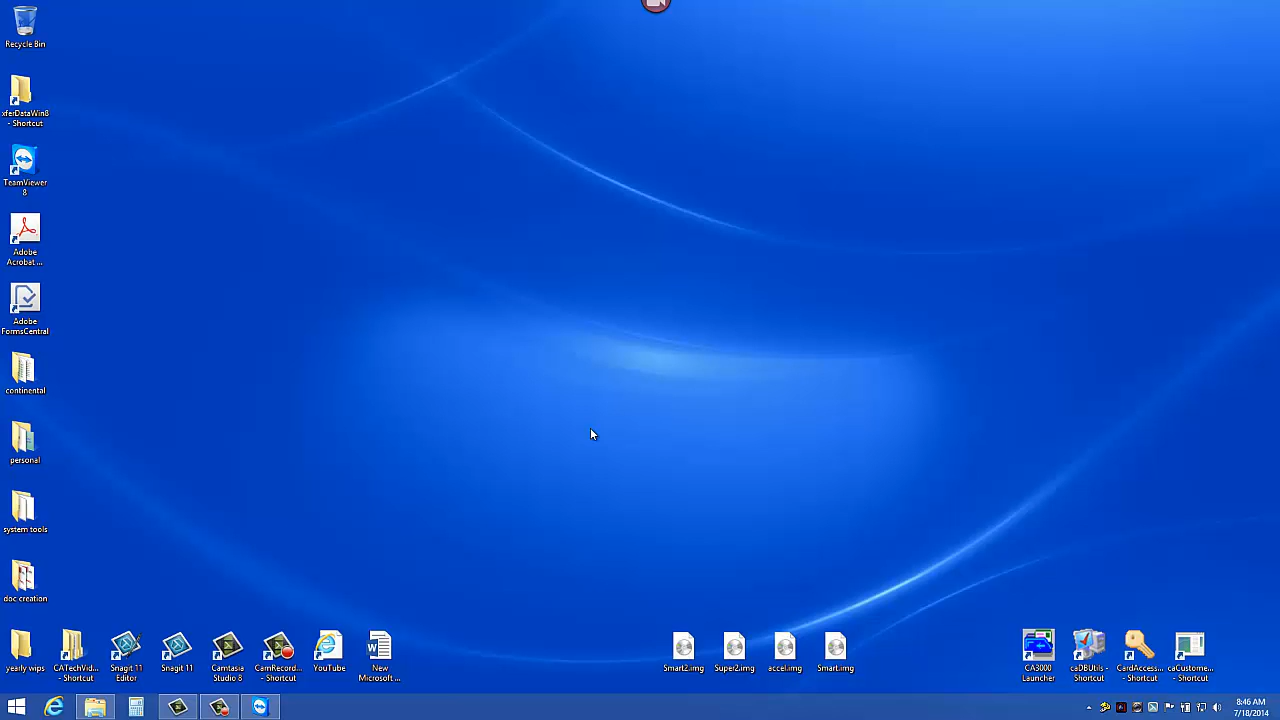 Recycle Bin
xferDataWin8
- Shortcut
TeamViewer
8
Adobe
Acrobat ...
Adobe
FormsCentral
continental
personal
system tools
doc creation
yearly wips
CATechVid...
- Shortcut
Snagit 11
Editor
Snagit 11
Camtasia
Studio 8
CamRecord...
- Shortcut
YouTube
New
Microsoft ...
Smart2.img
Super2.img
accel.img
Smart.img
CA3000
Launcher
caDBUtils -
Shortcut
CardAccess...
- Shortcut
caCustome...
- Shortcut
8:46 AM
7/18/2014